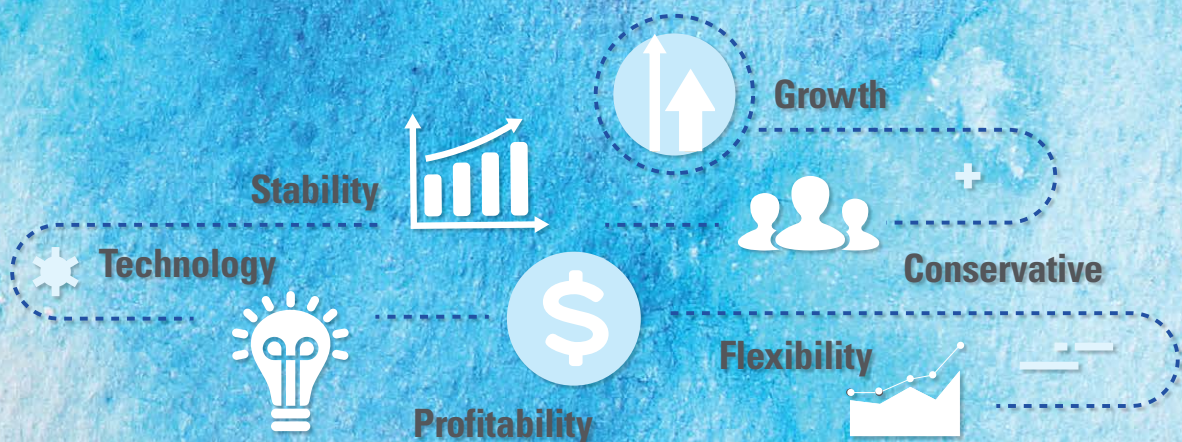 Growth
Stability
Technology
Conservative
Flexibility
$
Profitability